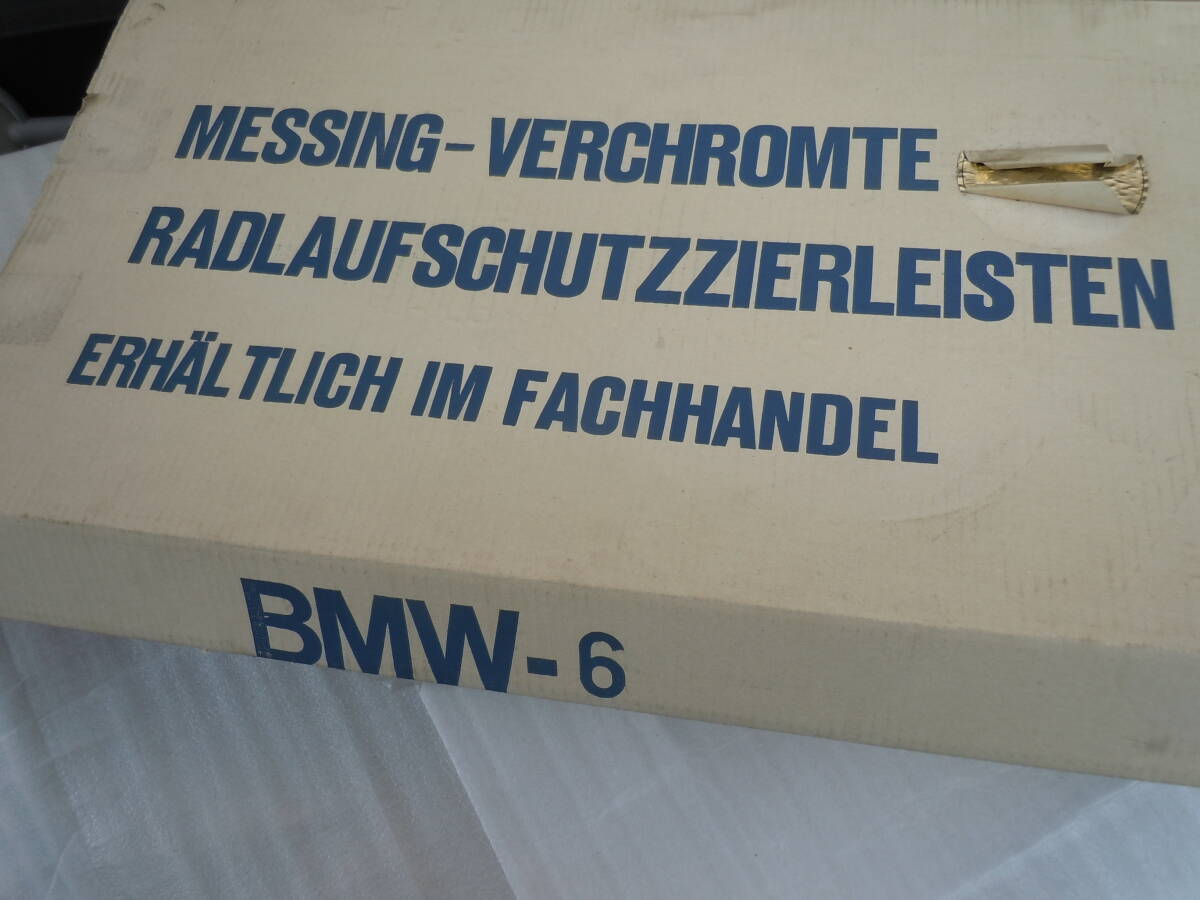 MESSING-VERCHROMTE
RADLAUFSCHUTZZIERLEISTEN
ERHÄLTLICH IM FACHHANDEL
BMW-6